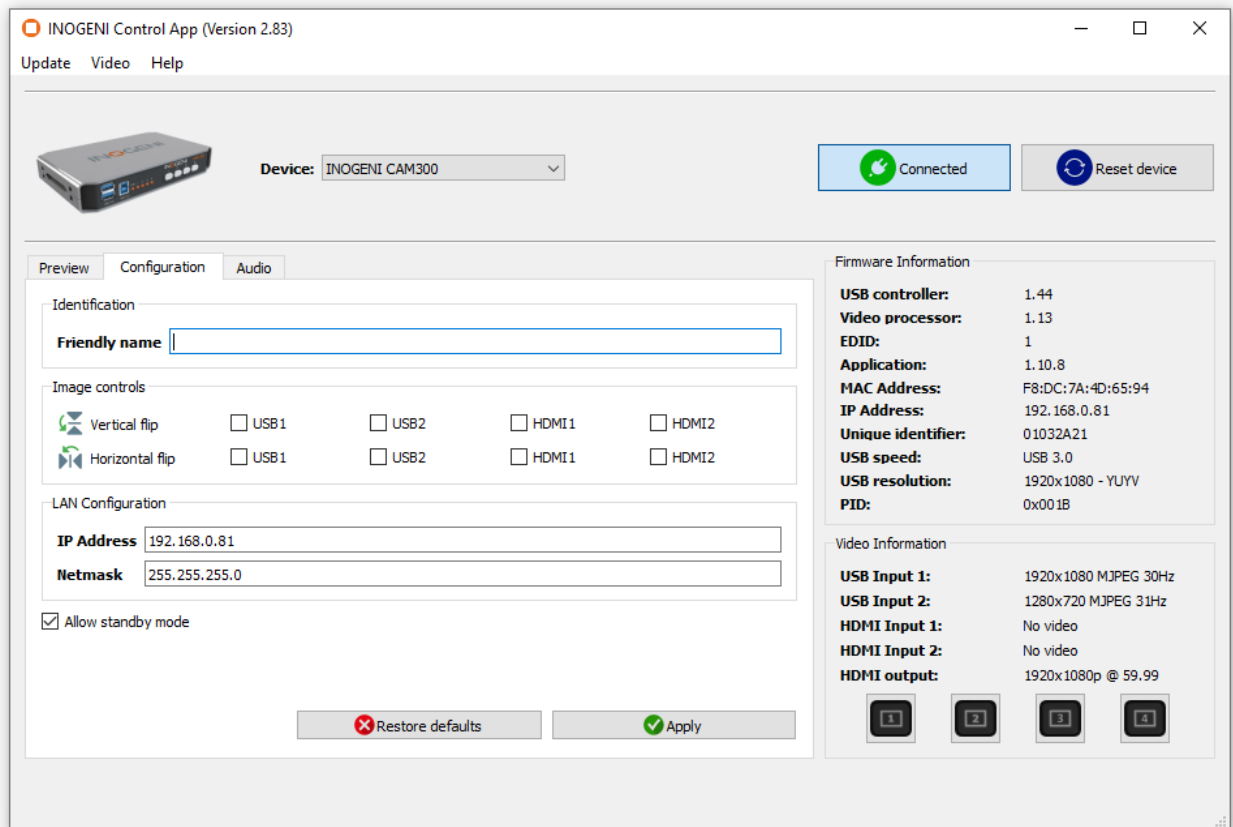 INOGENI Control App (Version 2.83)
Update Video Help
INOGENI
Device: INOGENI CAM300
Connected
Reset device
Preview Configuration Audio
Identification
Friendly name
Image controls
Vertical flip USB1 USB2 HDMI1 HDMI2
Horizontal flip USB1 USB2 HDMI1 HDMI2
LAN Configuration
IP Address 192.168.0.81
Netmask 255.255.255.0
Allow standby mode
Restore defaults Apply
Firmware Information
USB controller: 1.44
Video processor: 1.13
EDID: 1
Application: 1.10.8
MAC Address: F8:DC:7A:4D:65:94
IP Address: 192.168.0.81
Unique identifier: 01032A21
USB speed: USB 3.0
USB resolution: 1920x1080 - YUYV
PID: 0x001B
Video Information
USB Input 1: 1920x1080 MJPEG 30Hz
USB Input 2: 1280x720 MJPEG 31Hz
HDMI Input 1: No video
HDMI Input 2: No video
HDMI output: 1920x1080p @ 59.99
1 2 3 4